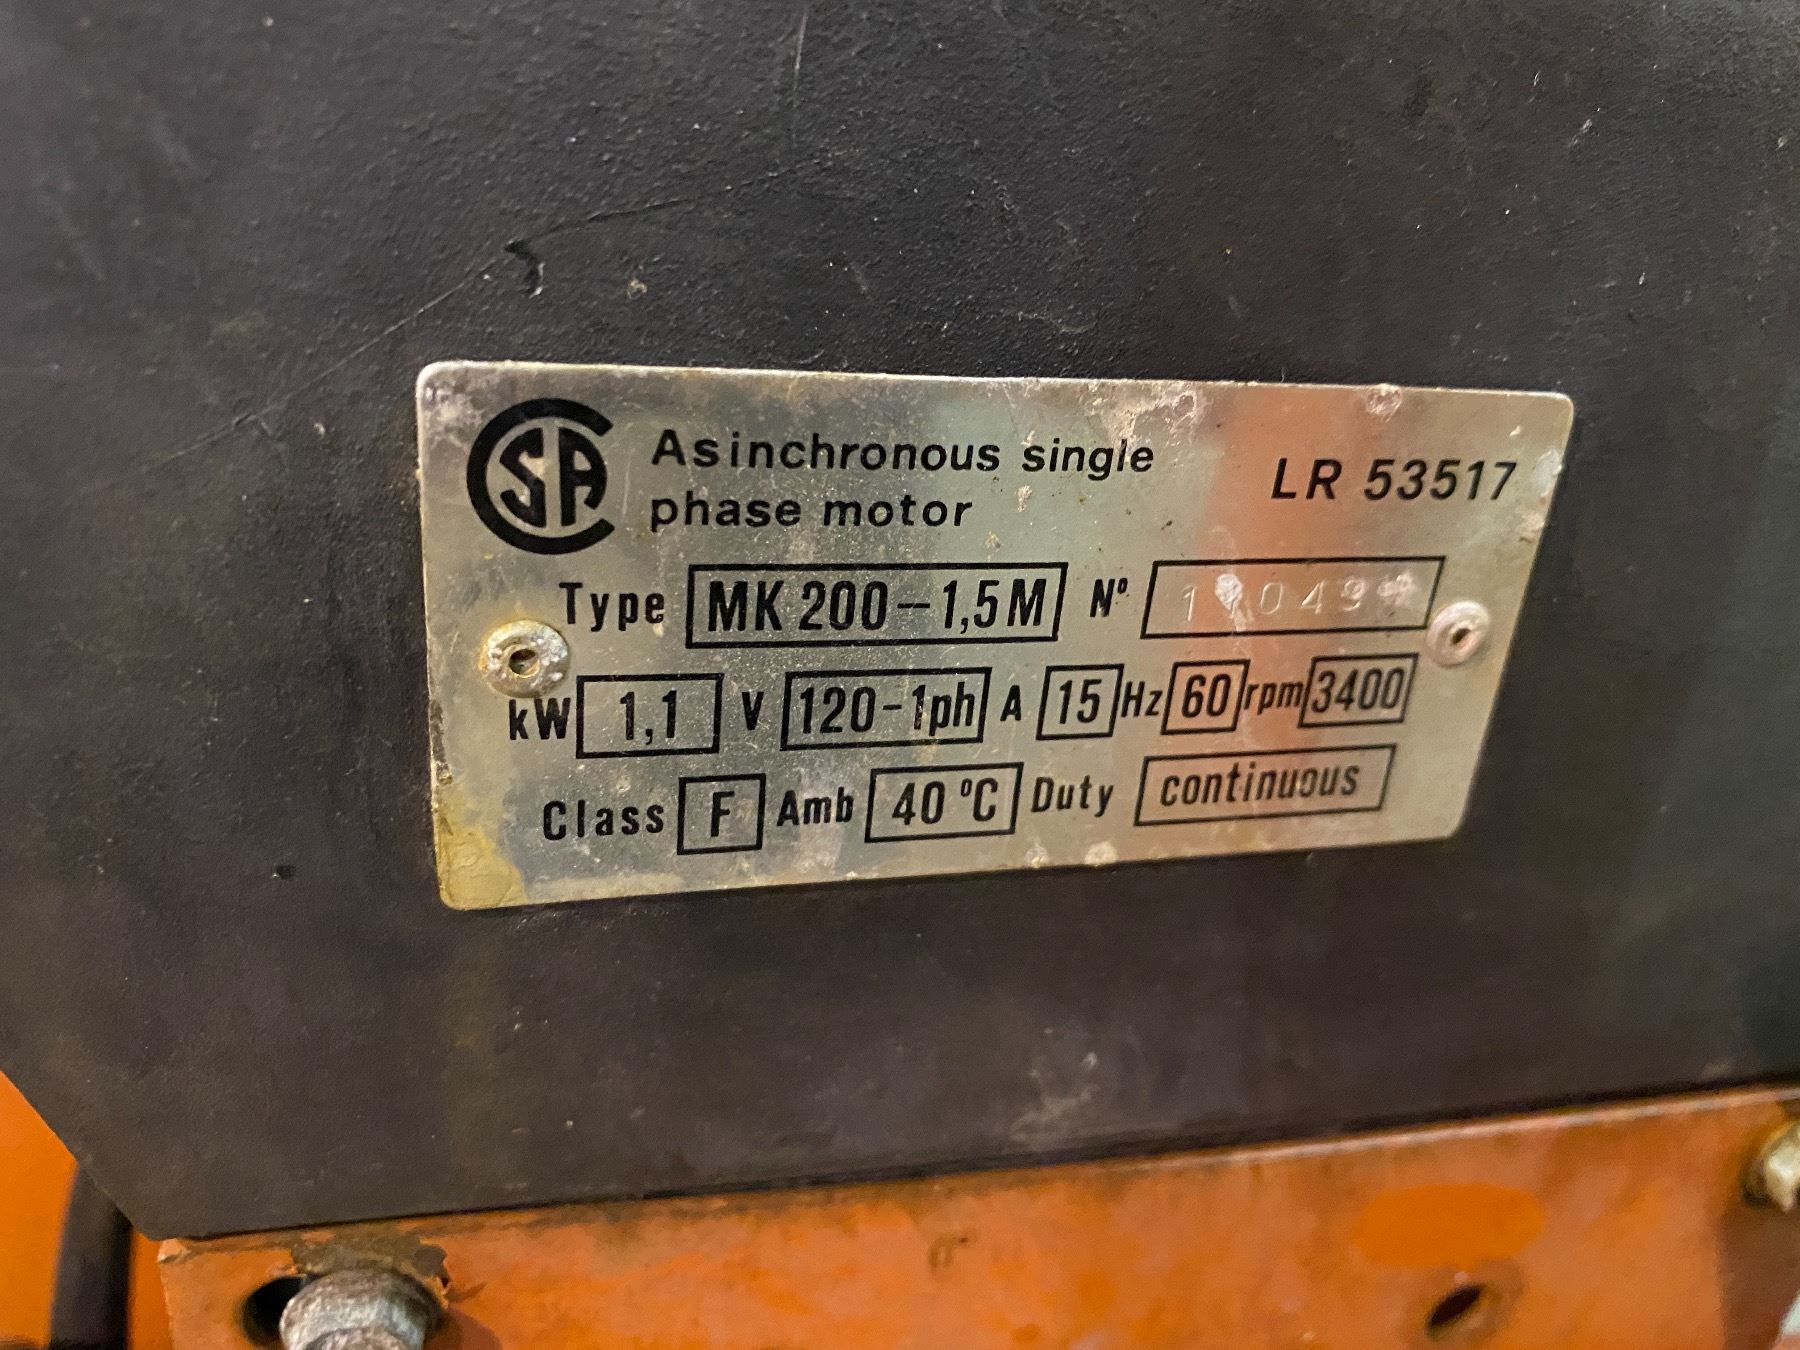 CSA Asinchronous single
phase motor LR 53517
Type MK 200-1,5M Nº
kW 1,1 V 120-1ph A 15 Hz 60 rpm 3400
Class F Amb 40 ºC Duty continuous